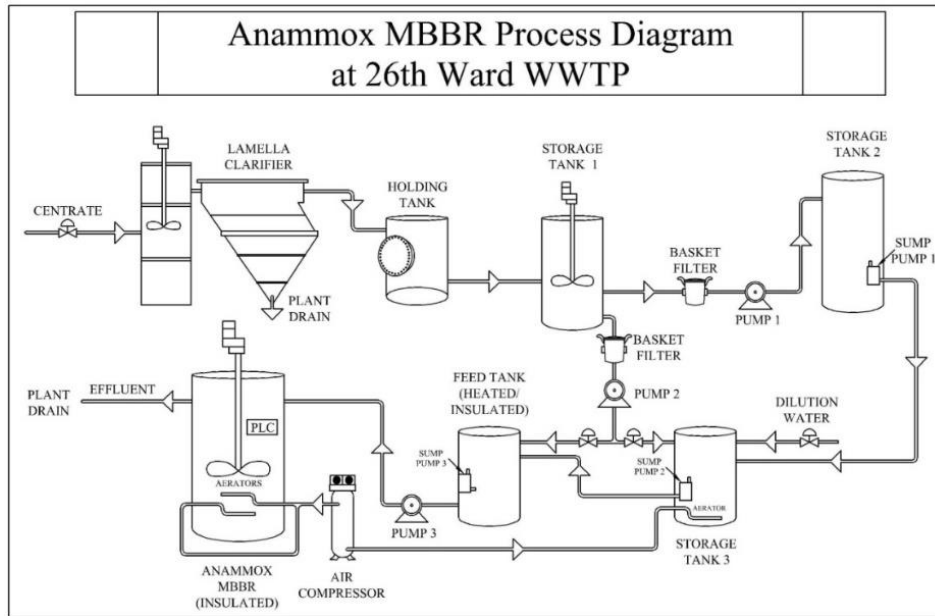 Anammox MBBR Process Diagram
at 26th Ward WWTP
STORAGE
TANK 2
LAMELLA
CLARIFIER
STORAGE
TANK 1
HOLDING
TANK
CENTRATE
SUMP
PUMP 1
BASKET
FILTER
PLANT
DRAIN
PUMP 1
BASKET
FILTER
PLANT
DRAIN
EFFLUENT
FEED TANK
(HEATED/
INSULATED)
PUMP 2
DILUTION
WATER
PLC
SUMP
PUMP 3
SUMP
PUMP 2
AERATORS
AERATOR
PUMP 3
STORAGE
TANK 3
ANAMMOX
MBBR
(INSULATED)
AIR
COMPRESSOR